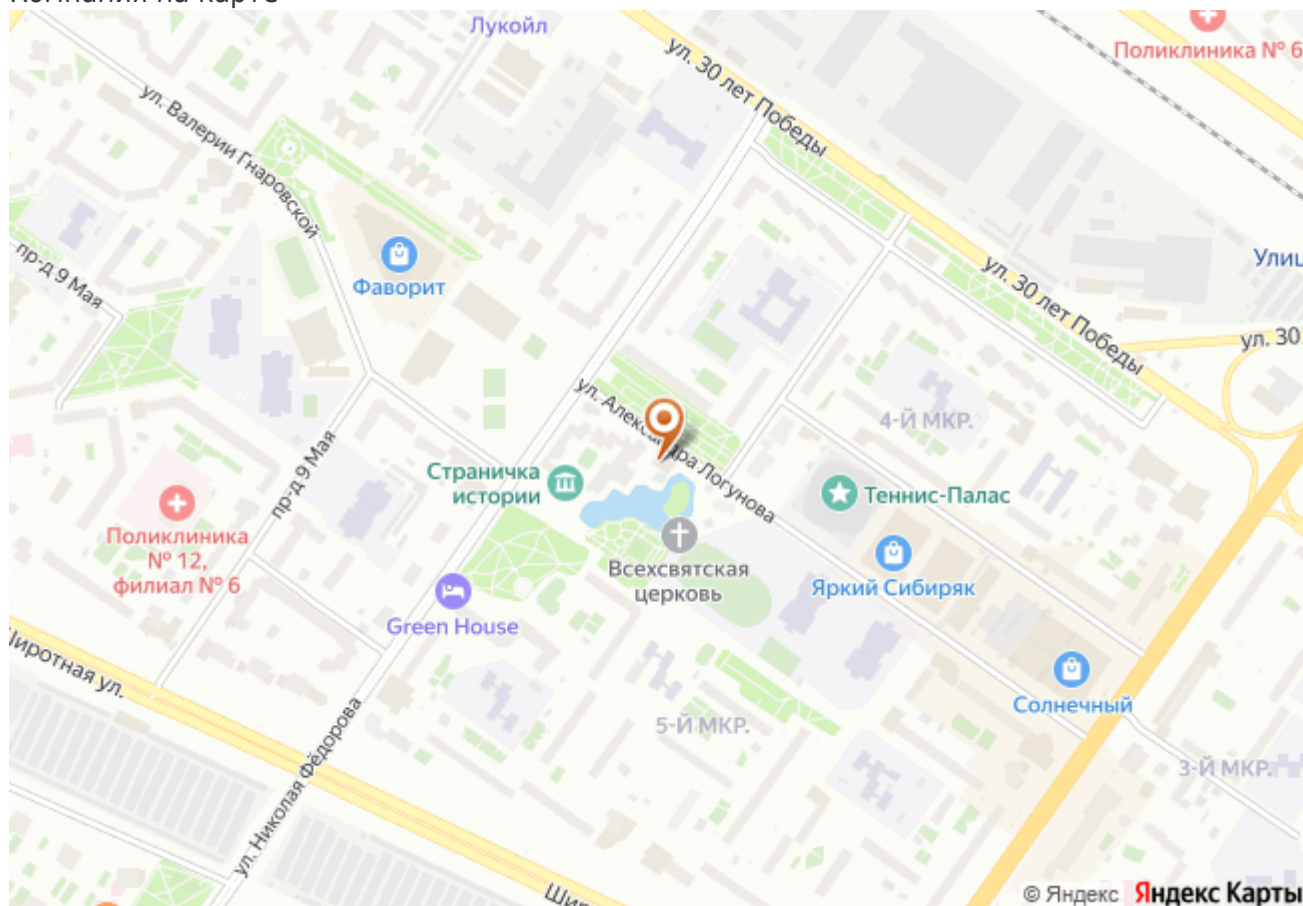 Компания на карте
Лукойл
Поликлиника № 6
ул. 30 лет Победы
ул. Валерии Гнаровской
Улиц
пр-д 9 Мая
Фаворит
ул. 30 лет Победы
ул. 30
ул. Александра Логунова
4-Й МКР.
Страничка
истории
пр-д 9 Мая
Теннис-Палас
Поликлиника
№ 12,
филиал № 6
Всехсвятская
церковь
Яркий Сибиряк
Green House
Широтная ул.
Солнечный
5-Й МКР.
3-Й МКР.
ул. Николая Фёдорова
Шир
© Яндекс Яндекс Карты